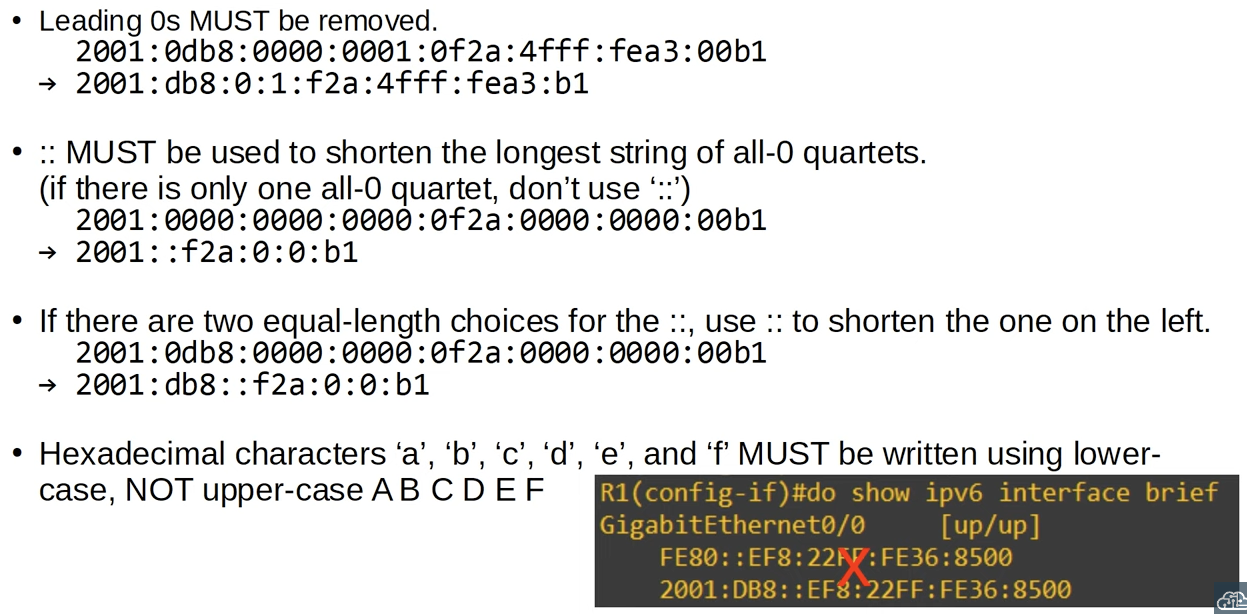 • Leading 0s MUST be removed.
2001:0db8:0000:0001:0f2a:4fff:fea3:00b1
→ 2001:db8:0:1:f2a:4fff:fea3:b1
• :: MUST be used to shorten the longest string of all-0 quartets.
(if there is only one all-0 quartet, don’t use ‘::’)
2001:0000:0000:0000:0f2a:0000:0000:00b1
→ 2001::f2a:0:0:b1
• If there are two equal-length choices for the ::, use :: to shorten the one on the left.
2001:0db8:0000:0000:0f2a:0000:0000:00b1
→ 2001:db8::f2a:0:0:b1
• Hexadecimal characters ‘a’, ‘b’, ‘c’, ‘d’, ‘e’, and ‘f’ MUST be written using lower-
case, NOT upper-case A B C D E F
R1(config-if)#do show ipv6 interface brief
GigabitEthernet0/0 [up/up]
FE80::EF8:22FF:FE36:8500
2001:DB8::EF8:22FF:FE36:8500